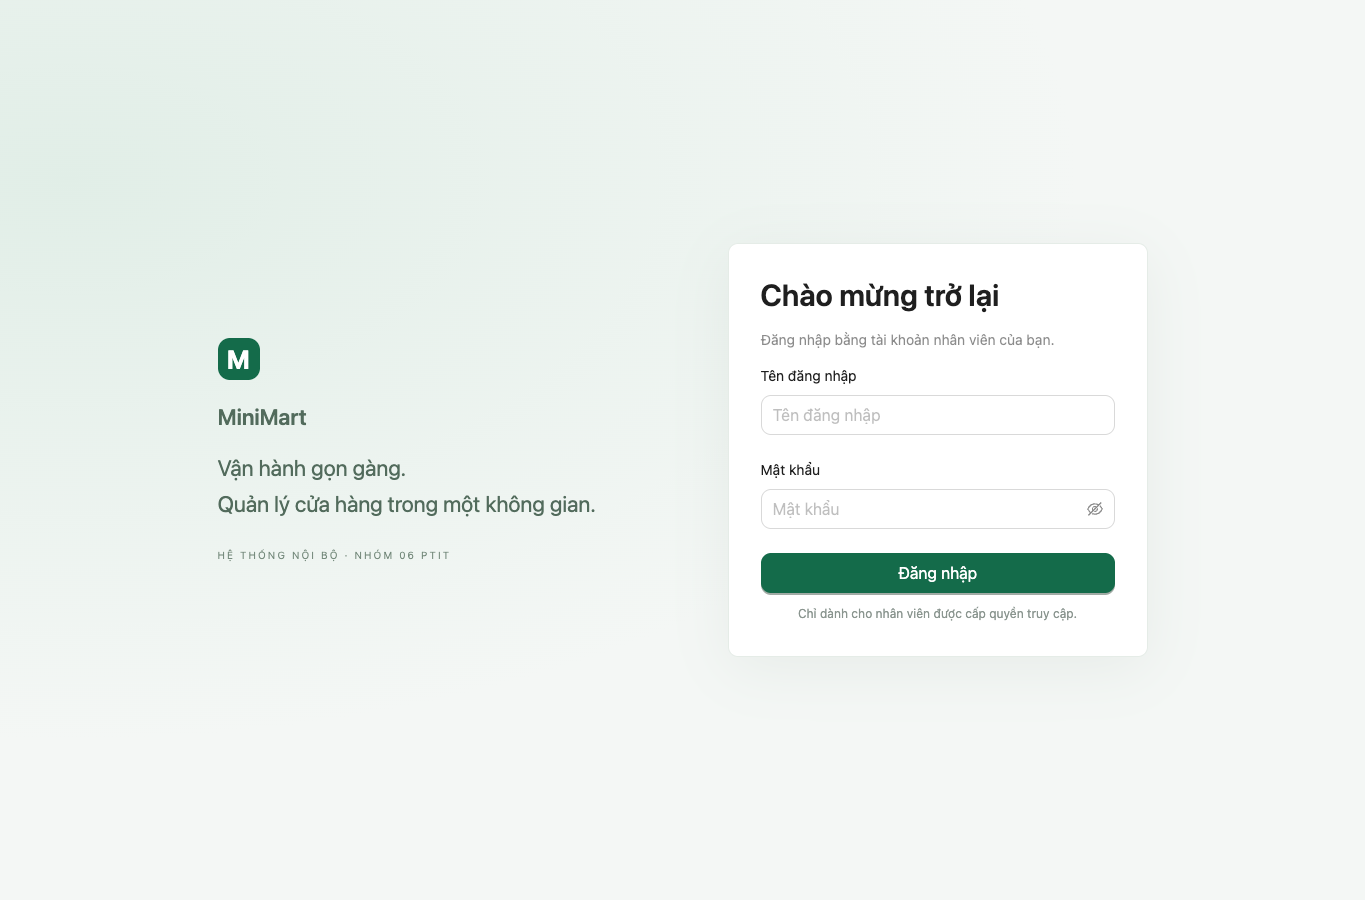 M
MiniMart
Vận hành gọn gàng.
Quản lý cửa hàng trong một không gian.
HỆ THỐNG NỘI BỘ · NHÓM 06 PTIT
Chào mừng trở lại
Đăng nhập bằng tài khoản nhân viên của bạn.
Tên đăng nhập
Tên đăng nhập
Mật khẩu
Mật khẩu
Đăng nhập
Chỉ dành cho nhân viên được cấp quyền truy cập.